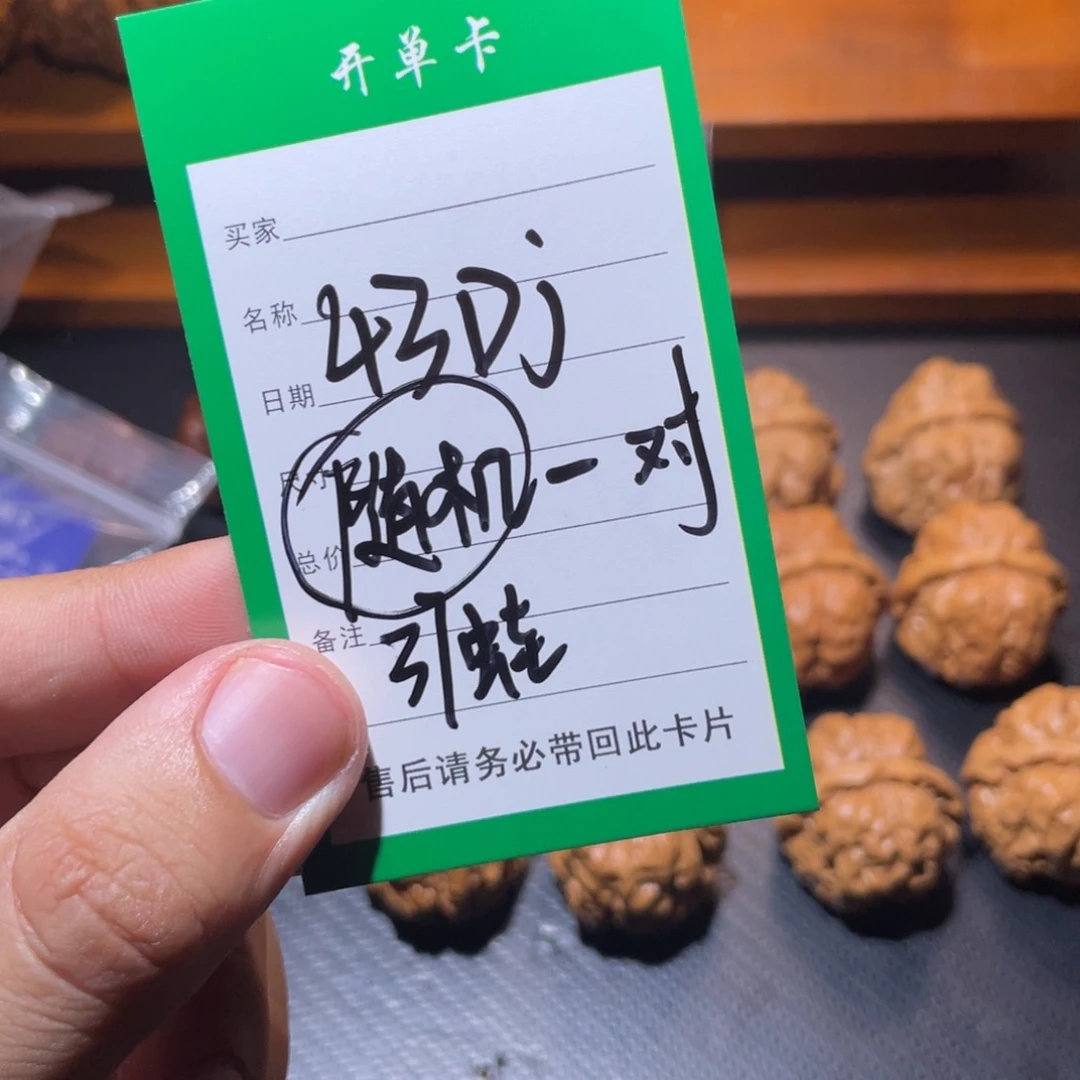 开单卡
买家
名称
43Dj
日期
尺寸
随机一对
总价
备注
引蛙
售后请务必带回此卡片